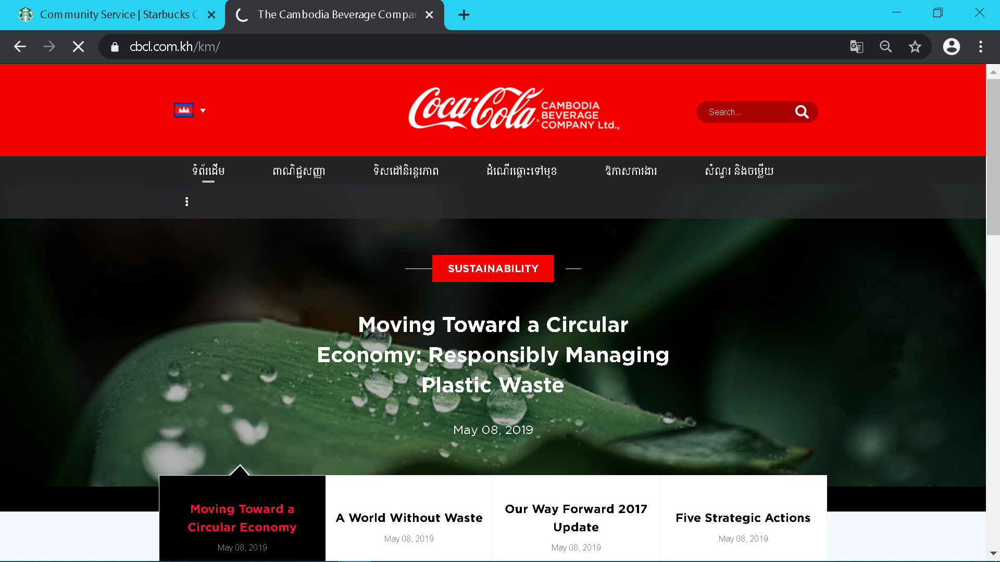 Community Service | Starbucks C
The Cambodia Beverage Compar
cbcl.com.kh/km/
Coca-Cola
CAMBODIA
BEVERAGE
COMPANY Ltd.,
Search...
ទំព័រដើម
ពាណិជ្ជសញ្ញា
ទិសដៅនិរន្តរភាព
ដំណើរឆ្ពោះទៅមុខ
ឱកាសការងារ
សំណួរ និងចម្លើយ
SUSTAINABILITY
Moving Toward a Circular
Economy: Responsibly Managing
Plastic Waste
May 08, 2019
Moving Toward a
Circular Economy
May 08, 2019
A World Without Waste
May 08, 2019
Our Way Forward 2017
Update
May 08, 2019
Five Strategic Actions
May 08, 2019